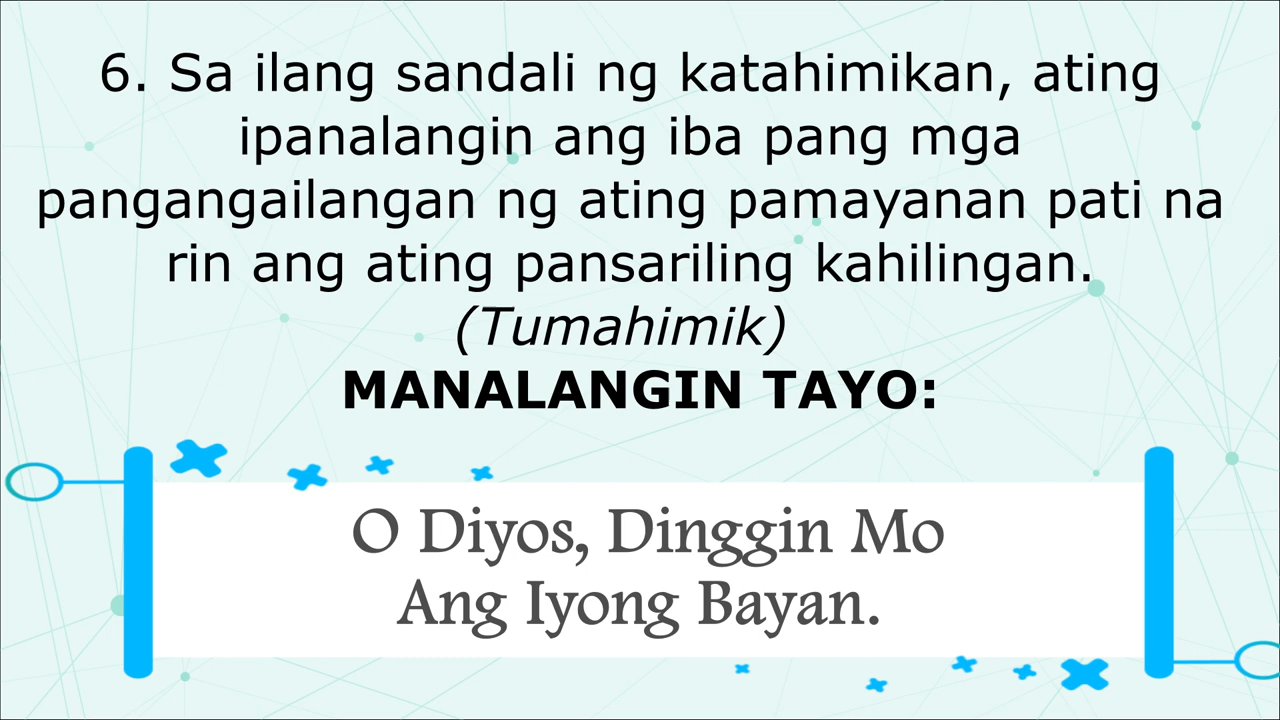 6. Sa ilang sandali ng katahimikan, ating
ipanalangin ang iba pang mga
pangangailangan ng ating pamayanan pati na
rin ang ating pansariling kahilingan.
(Tumahimik)
MANALANGIN TAYO:
O Diyos, Dinggin Mo
Ang Iyong Bayan.